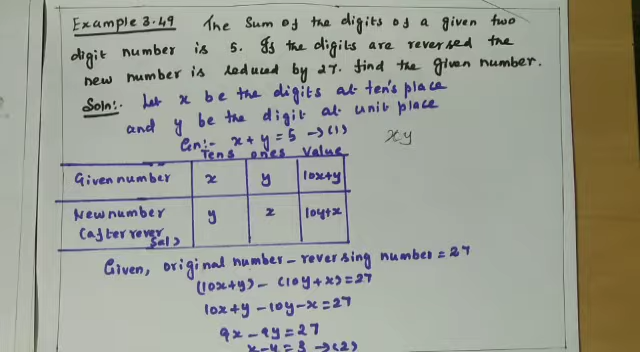 Example 3.49 The Sum of the digits of a given two
digit number is 5. If the digits are reversed the
new number is reduced by 27. find the given number.
Soln:. Let x be the digits at ten's place
and y be the digit at unit place
Gn:- x + y = 5 → (1) xy
Tens ones Value
Given number x y 10x+y
New number y x 10y+x
(after rever
sal)
Given, original number - reversing number = 27
(10x+y) - (10y+x) = 27
10x+y - 10y - x = 27
9x - 9y = 27
x - y = 3 → (2)